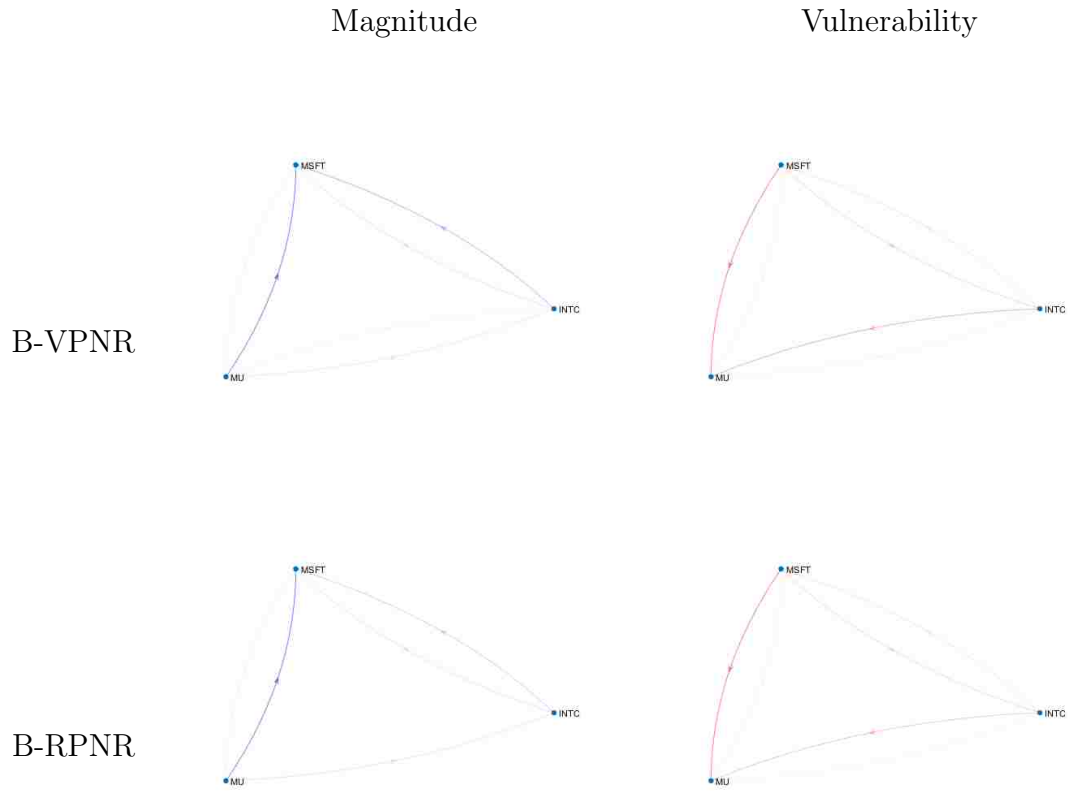 Magnitude Vulnerability
MSFT MSFT
INTC INTC
B-VPNR
MU MU
MSFT MSFT
INTC INTC
B-RPNR
MU MU